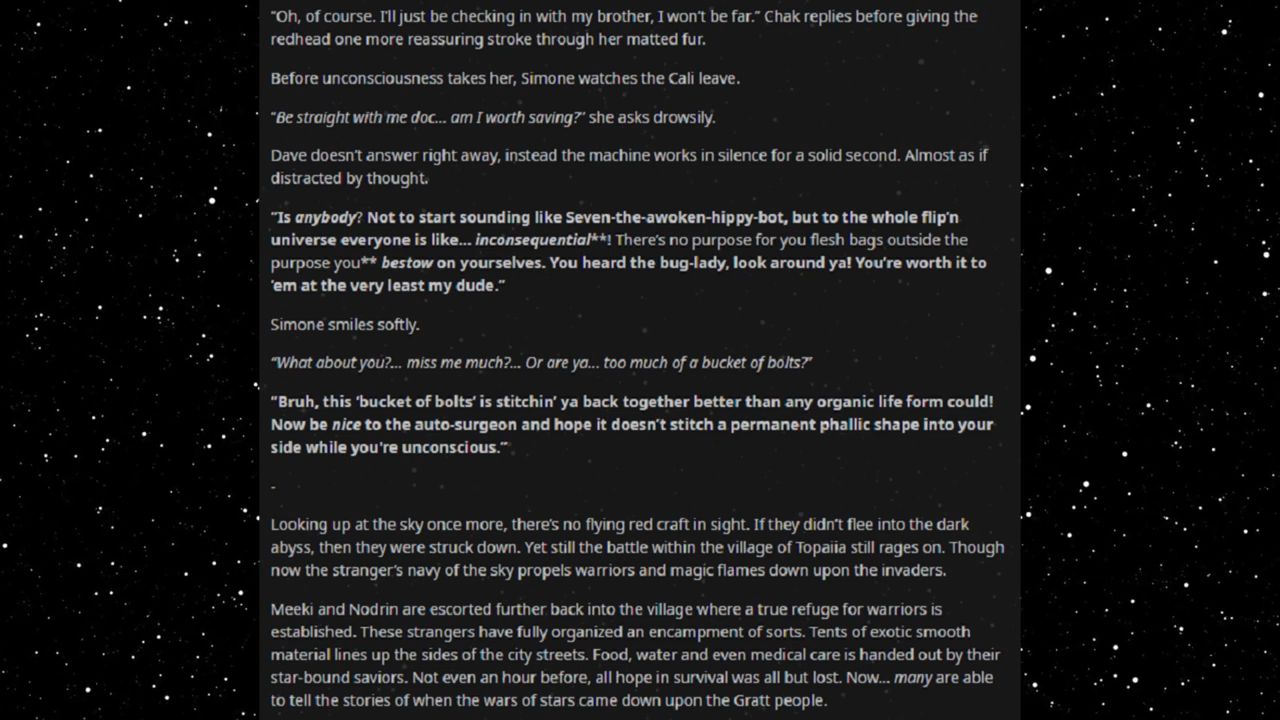 “Oh, of course. I'll just be checking in with my brother, I won’t be far.” Chak replies before giving the
redhead one more reassuring stroke through her matted fur.
Before unconsciousness takes her, Simone watches the Cali leave.
“Be straight with me doc... am I worth saving?” she asks drowsily.
Dave doesn’t answer right away, instead the machine works in silence for a solid second. Almost as if
distracted by thought.
“Is anybody? Not to start sounding like Seven-the-awoken-hippy-bot, but to the whole flip’n
universe everyone is like... inconsequential**! There’s no purpose for you flesh bags outside the
purpose you** bestow on yourselves. You heard the bug-lady, look around ya! You’re worth it to
‘em at the very least my dude.”
Simone smiles softly.
“What about you?... miss me much?... Or are ya... too much of a bucket of bolts?”
“Bruh, this ‘bucket of bolts’ is stitchin’ ya back together better than any organic life form could!
Now be nice to the auto-surgeon and hope it doesn’t stitch a permanent phallic shape into your
side while you're unconscious.”
-
Looking up at the sky once more, there’s no flying red craft in sight. If they didn’t flee into the dark
abyss, then they were struck down. Yet still the battle within the village of Topaiia still rages on. Though
now the stranger’s navy of the sky propels warriors and magic flames down upon the invaders.
Meeki and Nodrin are escorted further back into the village where a true refuge for warriors is
established. These strangers have fully organized an encampment of sorts. Tents of exotic smooth
material lines up the sides of the city streets. Food, water and even medical care is handed out by their
star-bound saviors. Not even an hour before, all hope in survival was all but lost. Now... many are able
to tell the stories of when the wars of stars came down upon the Gratt people.